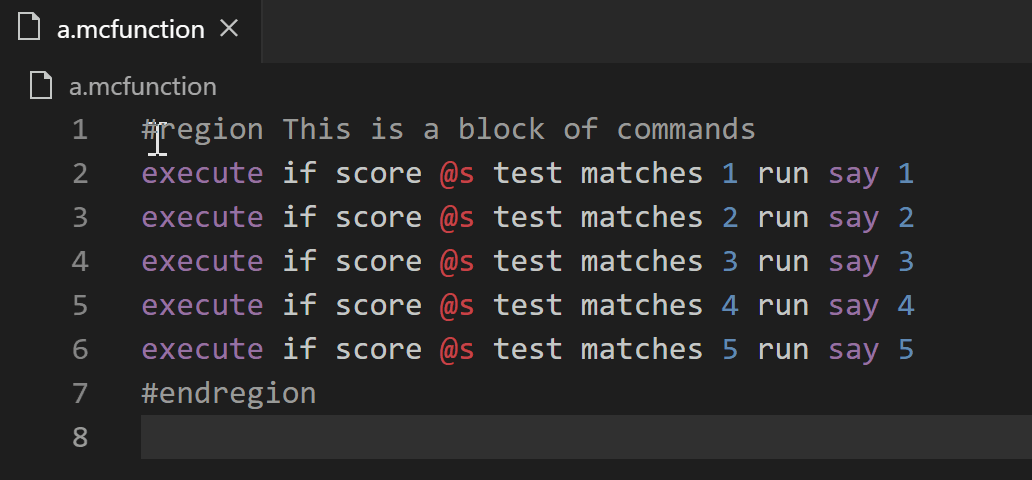 a.mcfunction
a.mcfunction
1 #region This is a block of commands
2 execute if score @s test matches 1 run say 1
3 execute if score @s test matches 2 run say 2
4 execute if score @s test matches 3 run say 3
5 execute if score @s test matches 4 run say 4
6 execute if score @s test matches 5 run say 5
7 #endregion
8